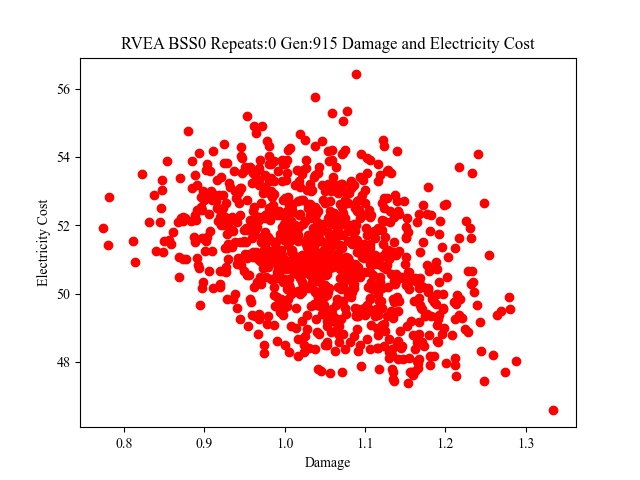 RVEA BSS0 Repeats:0 Gen:915 Damage and Electricity Cost
56
54
52
50
48
Electricity Cost
0.8 0.9 1.0 1.1 1.2 1.3
Damage